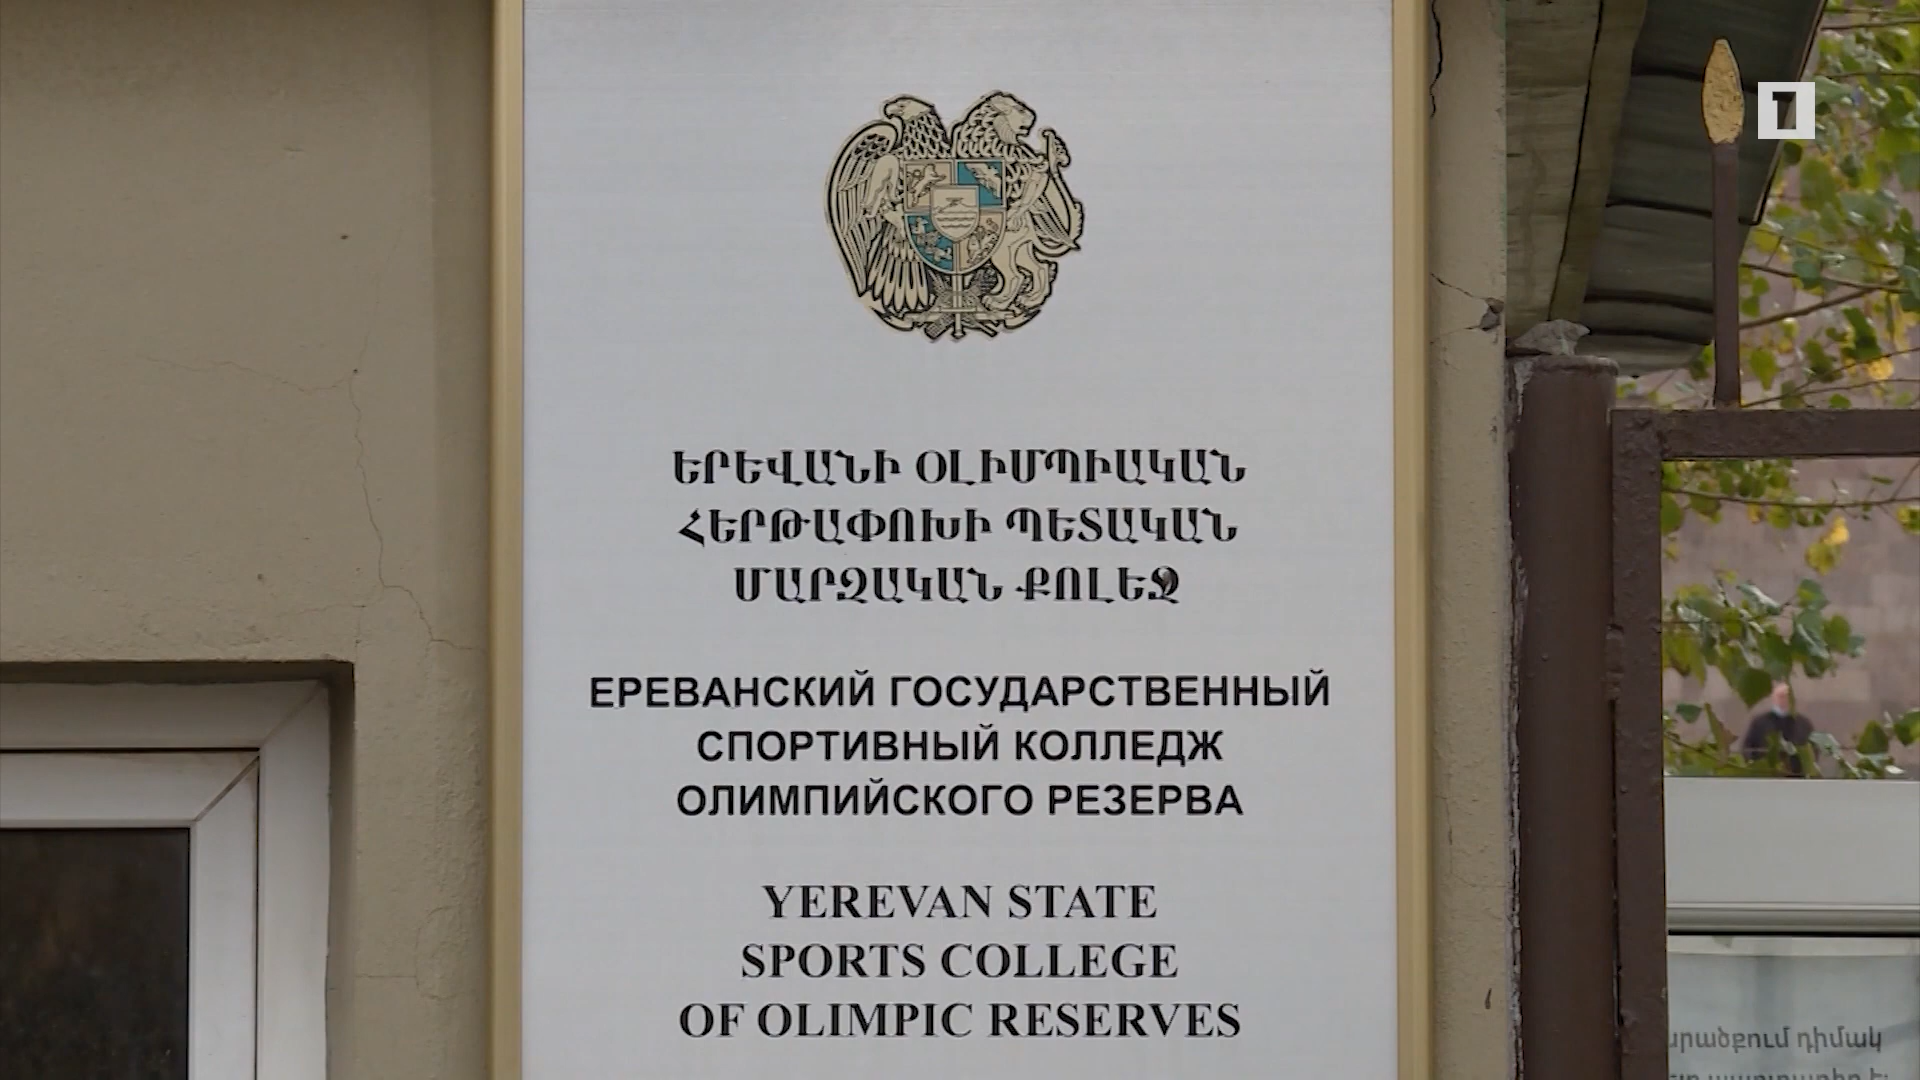 1
ԵՐԵՎԱՆԻ ՕԼԻՄՊԻԱԿԱՆ
ՀԵՐԹԱՓՈԽԻ ՊԵՏԱԿԱՆ
ՄԱՐԶԱԿԱՆ ՔՈԼԵՋ
ЕРЕВАНСКИЙ ГОСУДАРСТВЕННЫЙ
СПОРТИВНЫЙ КОЛЛЕДЖ
ОЛИМПИЙСКОГО РЕЗЕРВА
YEREVAN STATE
SPORTS COLLEGE
OF OLIMPIC RESERVES
դիմակ